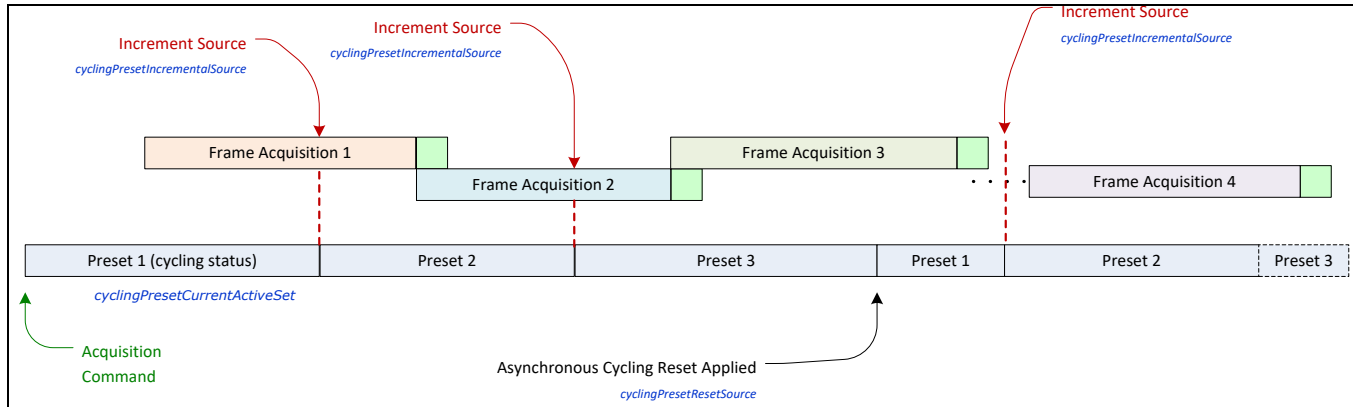 Increment Source
cyclingPresetIncrementalSource
Increment Source
cyclingPresetIncrementalSource
Increment Source
cyclingPresetIncrementalSource
Frame Acquisition 1
Frame Acquisition 2
Frame Acquisition 3
Frame Acquisition 4
Preset 1 (cycling status)
Preset 2
Preset 3
Preset 1
Preset 2
Preset 3
cyclingPresetCurrentActiveSet
Acquisition
Command
Asynchronous Cycling Reset Applied
cyclingPresetResetSource